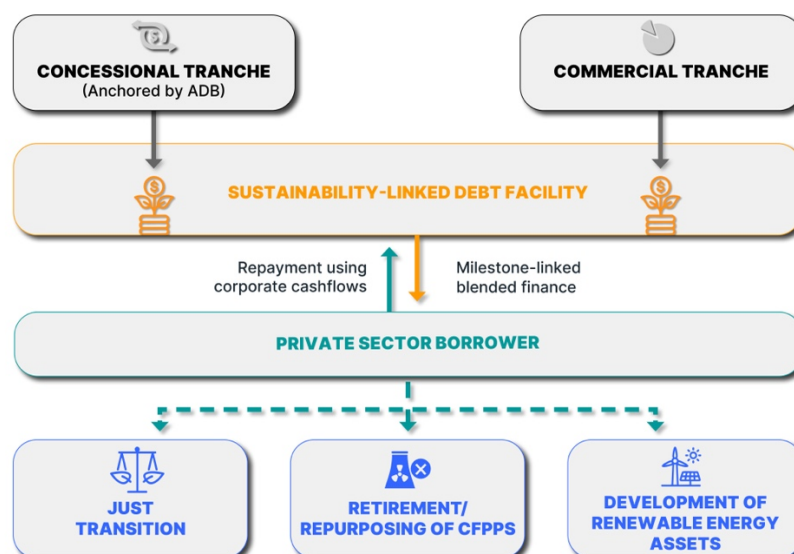 CONCESSIONAL TRANCHE
(Anchored by ADB)
COMMERCIAL TRANCHE
SUSTAINABILITY-LINKED DEBT FACILITY
Repayment using
corporate cashflows
Milestone-linked
blended finance
PRIVATE SECTOR BORROWER
JUST
TRANSITION
RETIREMENT/
REPURPOSING OF CFPPS
DEVELOPMENT OF
RENEWABLE ENERGY
ASSETS